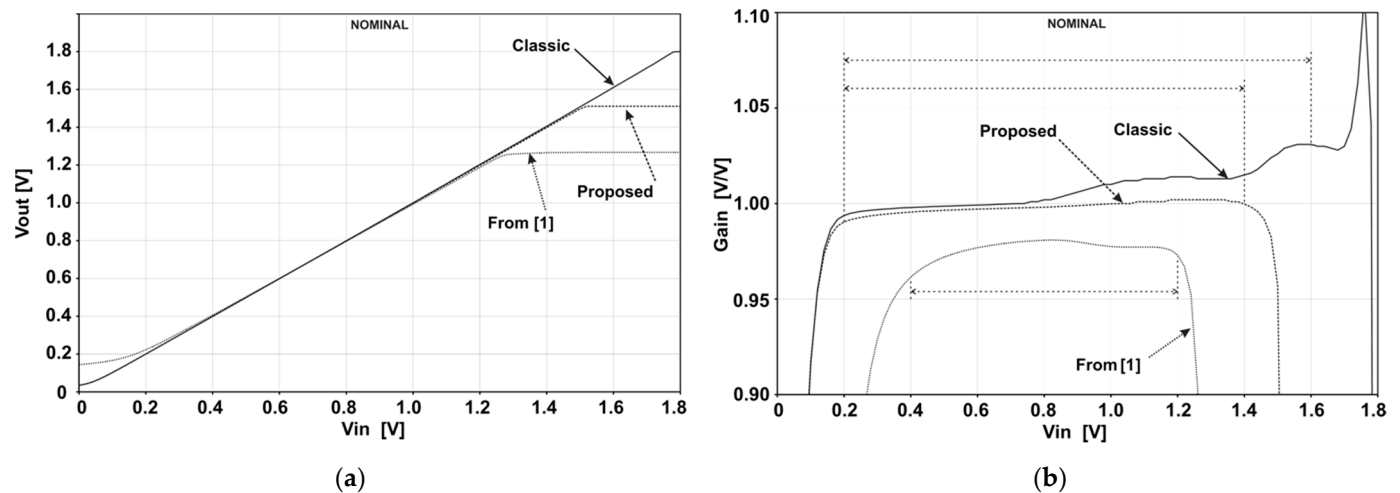 NOMINAL
1.8
1.6
1.4
1.2
1.0
0.8
0.6
0.4
0.2
0
Vout [V]
Classic
Proposed
From [1]
0 0.2 0.4 0.6 0.8 1.0 1.2 1.4 1.6 1.8
Vin [V]
(a)
NOMINAL
1.10
1.05
1.00
0.95
0.90
Gain [V/V]
Proposed
Classic
From [1]
0 0.2 0.4 0.6 0.8 1.0 1.2 1.4 1.6 1.8
Vin [V]
(b)